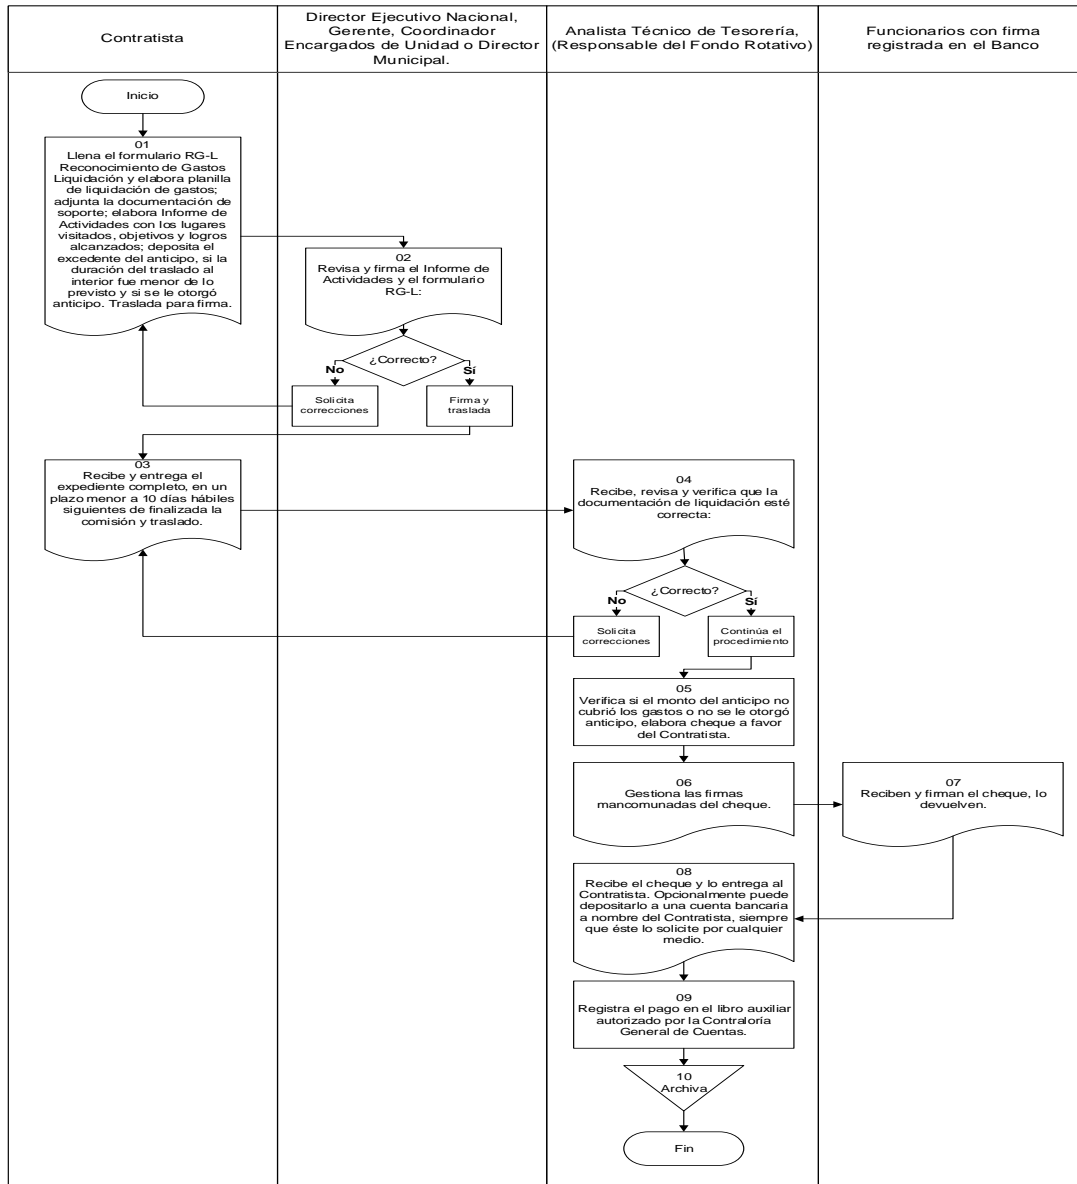 Contratista
Director Ejecutivo Nacional,
Gerente, Coordinador
Encargados de Unidad o Director
Municipal.
Analista Técnico de Tesorería,
(Responsable del Fondo Rotativo)
Funcionarios con firma
registrada en el Banco
Inicio
01
Llena el formulario RG-L
Reconocimiento de Gastos
Liquidación y elabora planilla
de liquidación de gastos;
adjunta la documentación de
soporte; elabora Informe de
Actividades con los lugares
visitados, objetivos y logros
alcanzados; deposita el
excedente del anticipo, si la
duración del traslado al
interior fue menor de lo
previsto y si se le otorgó
anticipo. Traslada para firma.
02
Revisa y firma el Informe de
Actividades y el formulario
RG-L:
¿Correcto?
No
Sí
Solicita
correcciones
Firma y
traslada
03
Recibe y entrega el
expediente completo, en un
plazo menor a 10 días hábiles
siguientes de finalizada la
comisión y traslado.
04
Recibe, revisa y verifica que la
documentación de liquidación esté
correcta:
¿Correcto?
No
Sí
Solicita
correcciones
Continúa el
procedimiento
05
Verifica si el monto del anticipo no
cubrió los gastos o no se le otorgó
anticipo, elabora cheque a favor
del Contratista.
06
Gestiona las firmas
mancomunadas del cheque.
07
Reciben y firman el cheque, lo
devuelven.
08
Recibe el cheque y lo entrega al
Contratista. Opcionalmente puede
depositarlo a una cuenta bancaria
a nombre del Contratista, siempre
que éste lo solicite por cualquier
medio.
09
Registra el pago en el libro auxiliar
autorizado por la Contraloría
General de Cuentas.
10
Archiva
Fin